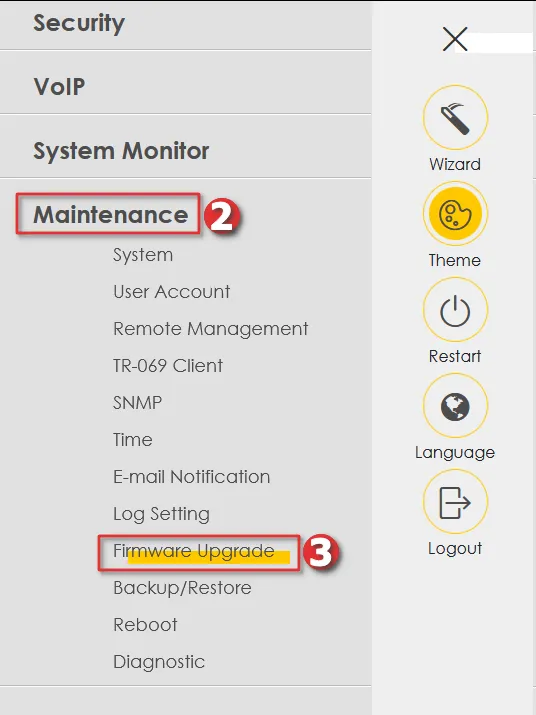 Security
VoIP
System Monitor
Maintenance 2
System
User Account
Remote Management
TR-069 Client
SNMP
Time
E-mail Notification
Log Setting
Firmware Upgrade 3
Backup/Restore
Reboot
Diagnostic
Wizard
Theme
Restart
Language
Logout